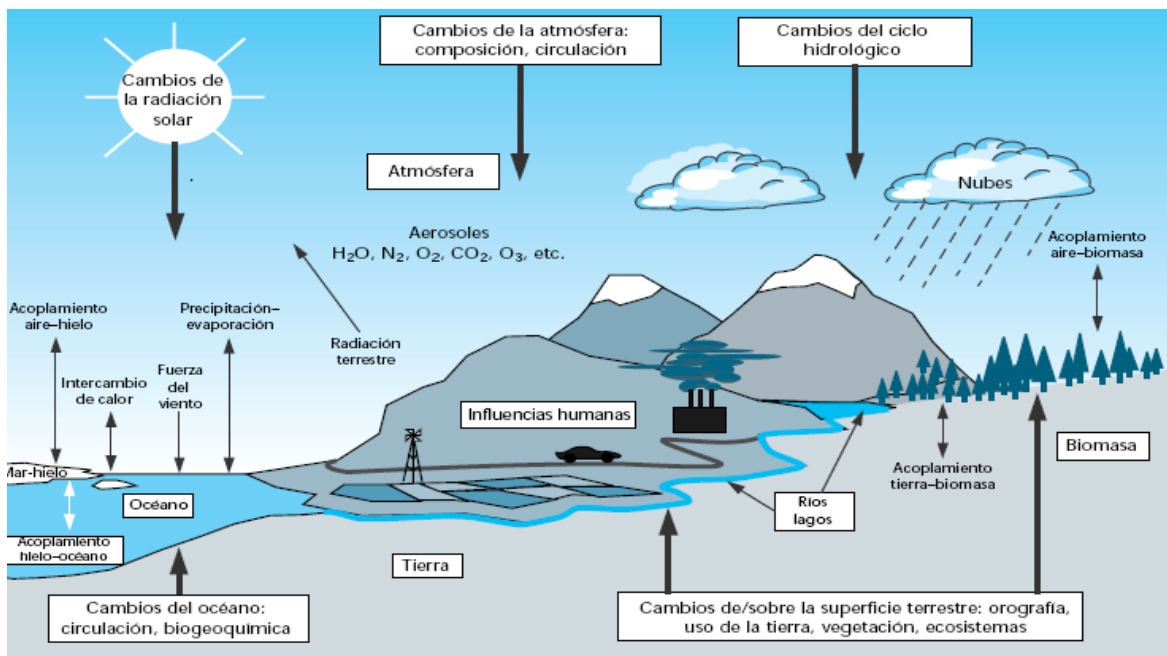 Cambios de la atmósfera:
composición, circulación
Cambios del ciclo
hidrológico
Cambios de
la radiación
solar
Atmósfera
Nubes
Aerosoles
H₂O, N₂, O₂, CO₂, O₃, etc.
Acoplamiento
aire–biomasa
Acoplamiento
aire–hielo
Precipitación–
evaporación
Radiación
terrestre
Intercambio
de calor
Fuerza
del
viento
Influencias humanas
Biomasa
Mar-hielo
Acoplamiento
tierra–biomasa
Océano
Ríos
lagos
Acoplamiento
hielo–océano
Tierra
Cambios del océano:
circulación, biogeoquímica
Cambios de/sobre la superficie terrestre: orografía,
uso de la tierra, vegetación, ecosistemas